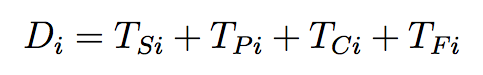 D_i = T_{Si} + T_{Pi} + T_{Ci} + T_{Fi}